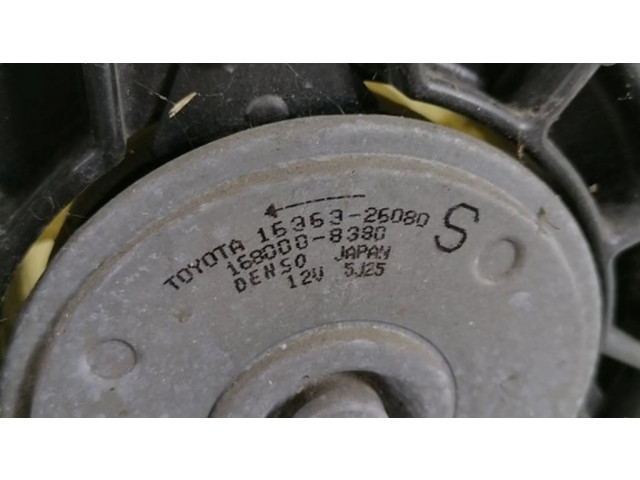 TOYOTA 16363-26080 S
168000-8380
DENSO JAPAN
12V 5J25